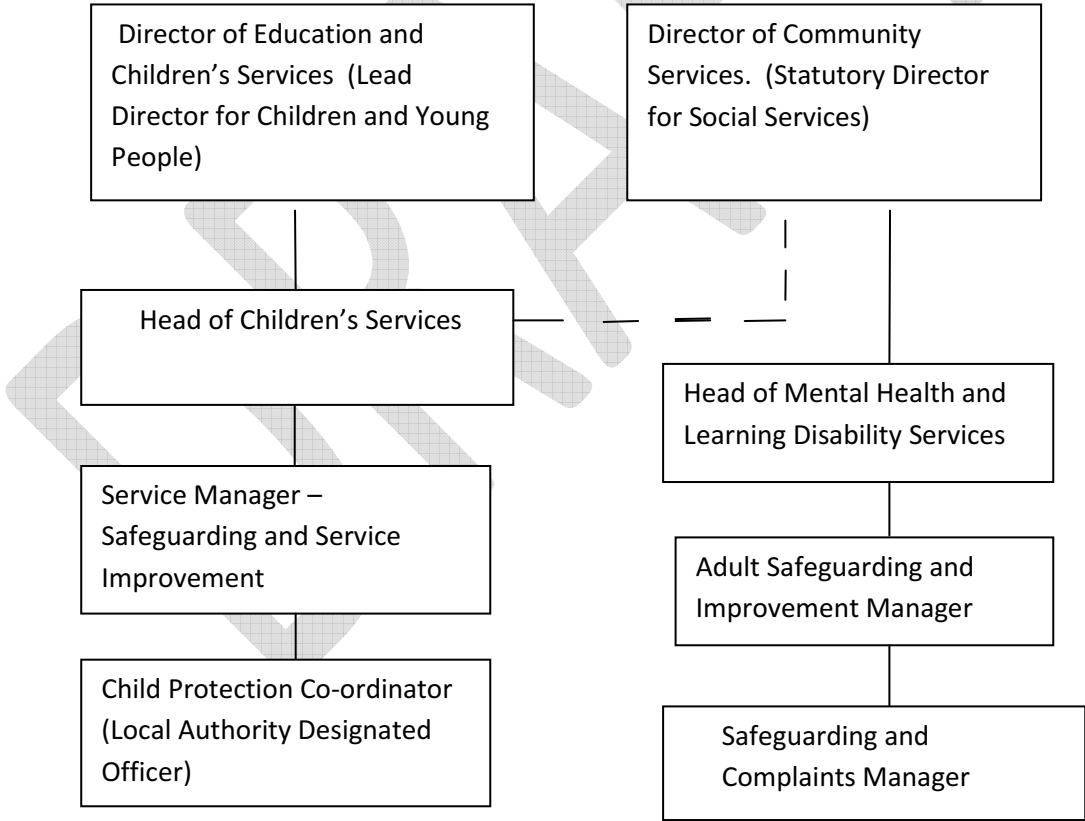 Director of Education and
Children’s Services (Lead
Director for Children and Young
People)
Director of Community
Services. (Statutory Director
for Social Services)
Head of Children’s Services
Head of Mental Health and
Learning Disability Services
Service Manager –
Safeguarding and Service
Improvement
Adult Safeguarding and
Improvement Manager
Child Protection Co-ordinator
(Local Authority Designated
Officer)
Safeguarding and
Complaints Manager